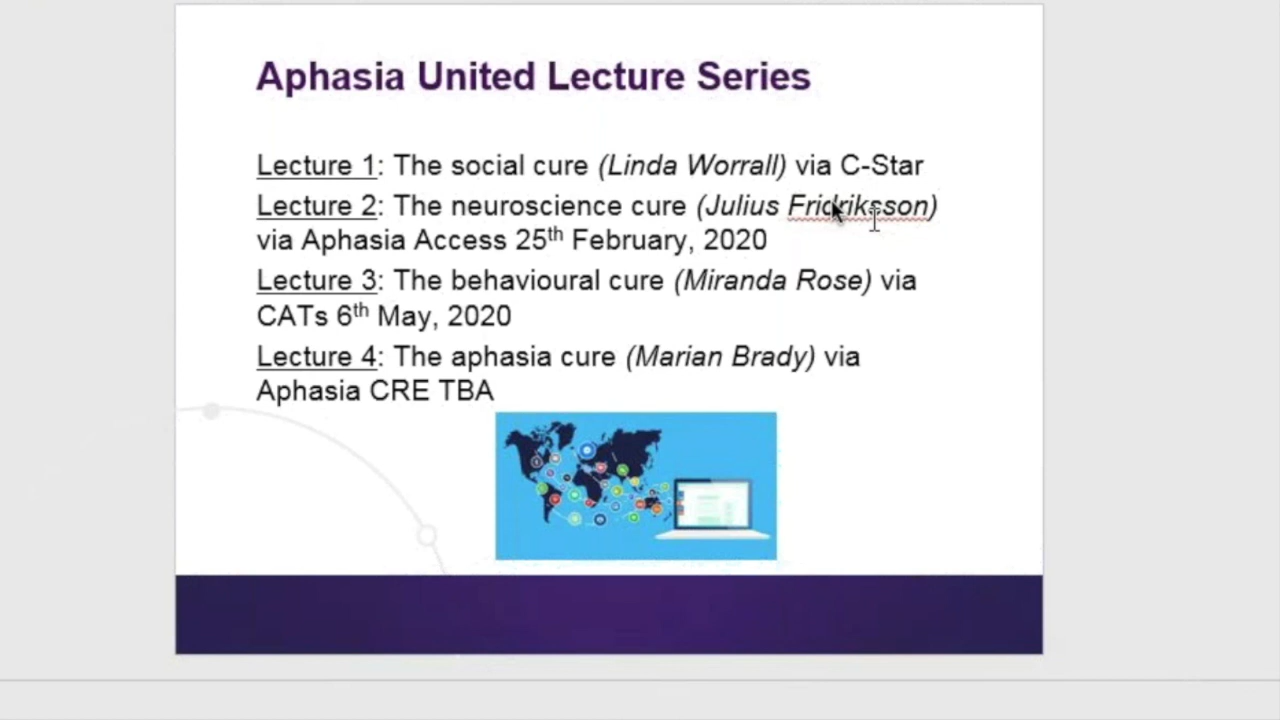 Aphasia United Lecture Series
Lecture 1: The social cure (Linda Worrall) via C-Star
Lecture 2: The neuroscience cure (Julius Fridriksson)
via Aphasia Access 25th February, 2020
Lecture 3: The behavioural cure (Miranda Rose) via
CATs 6th May, 2020
Lecture 4: The aphasia cure (Marian Brady) via
Aphasia CRE TBA